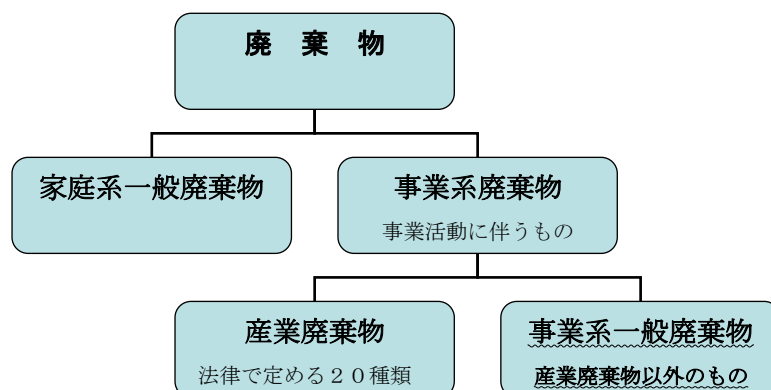 廃　棄　物
家庭系一般廃棄物
事業系廃棄物
事業活動に伴うもの
産業廃棄物
法律で定める２０種類
事業系一般廃棄物
産業廃棄物以外のもの